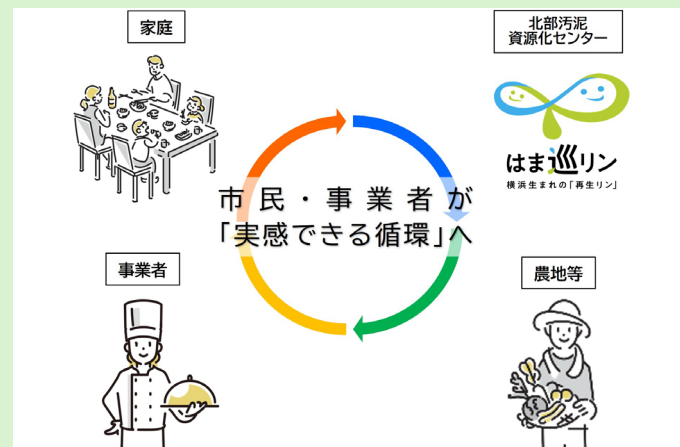 家庭
北部汚泥
資源化センター
はま巡リン
横浜生まれの「再生リン」
市民・事業者が
「実感できる循環」へ
事業者
農地等